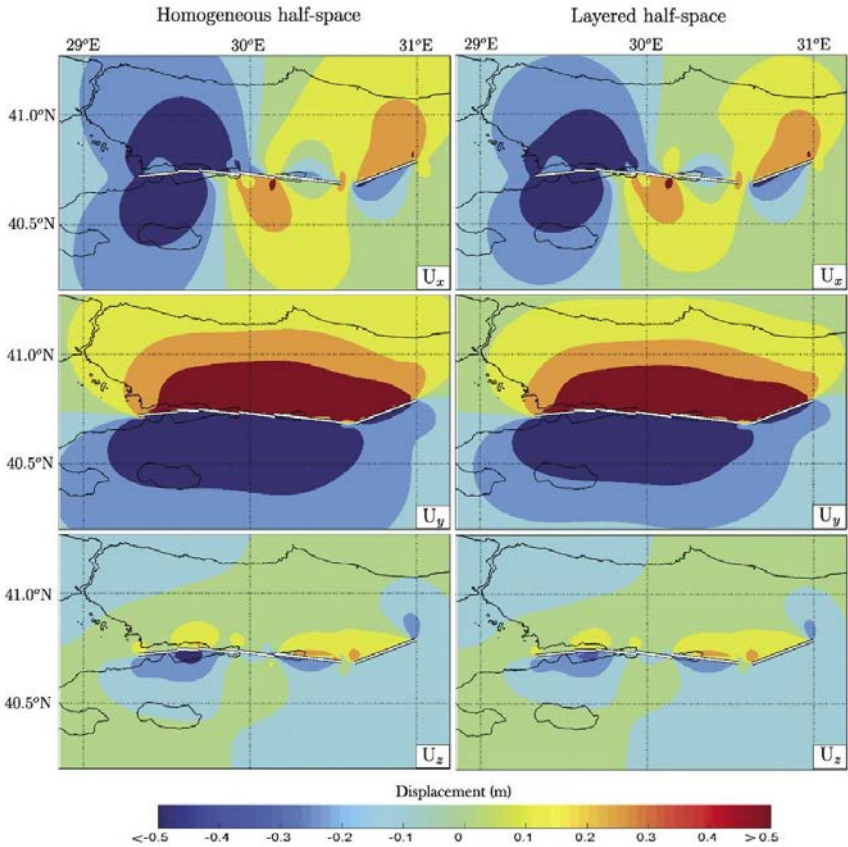 Homogeneous half-space Layered half-space
29°E 30°E 31°E 29°E 30°E 31°E
41.0°N
40.5°N
Ux Ux
41.0°N
40.5°N
Uy Uy
41.0°N
40.5°N
Uz Uz
Displacement (m)
<-0.5 -0.4 -0.3 -0.2 -0.1 0 0.1 0.2 0.3 0.4 >0.5